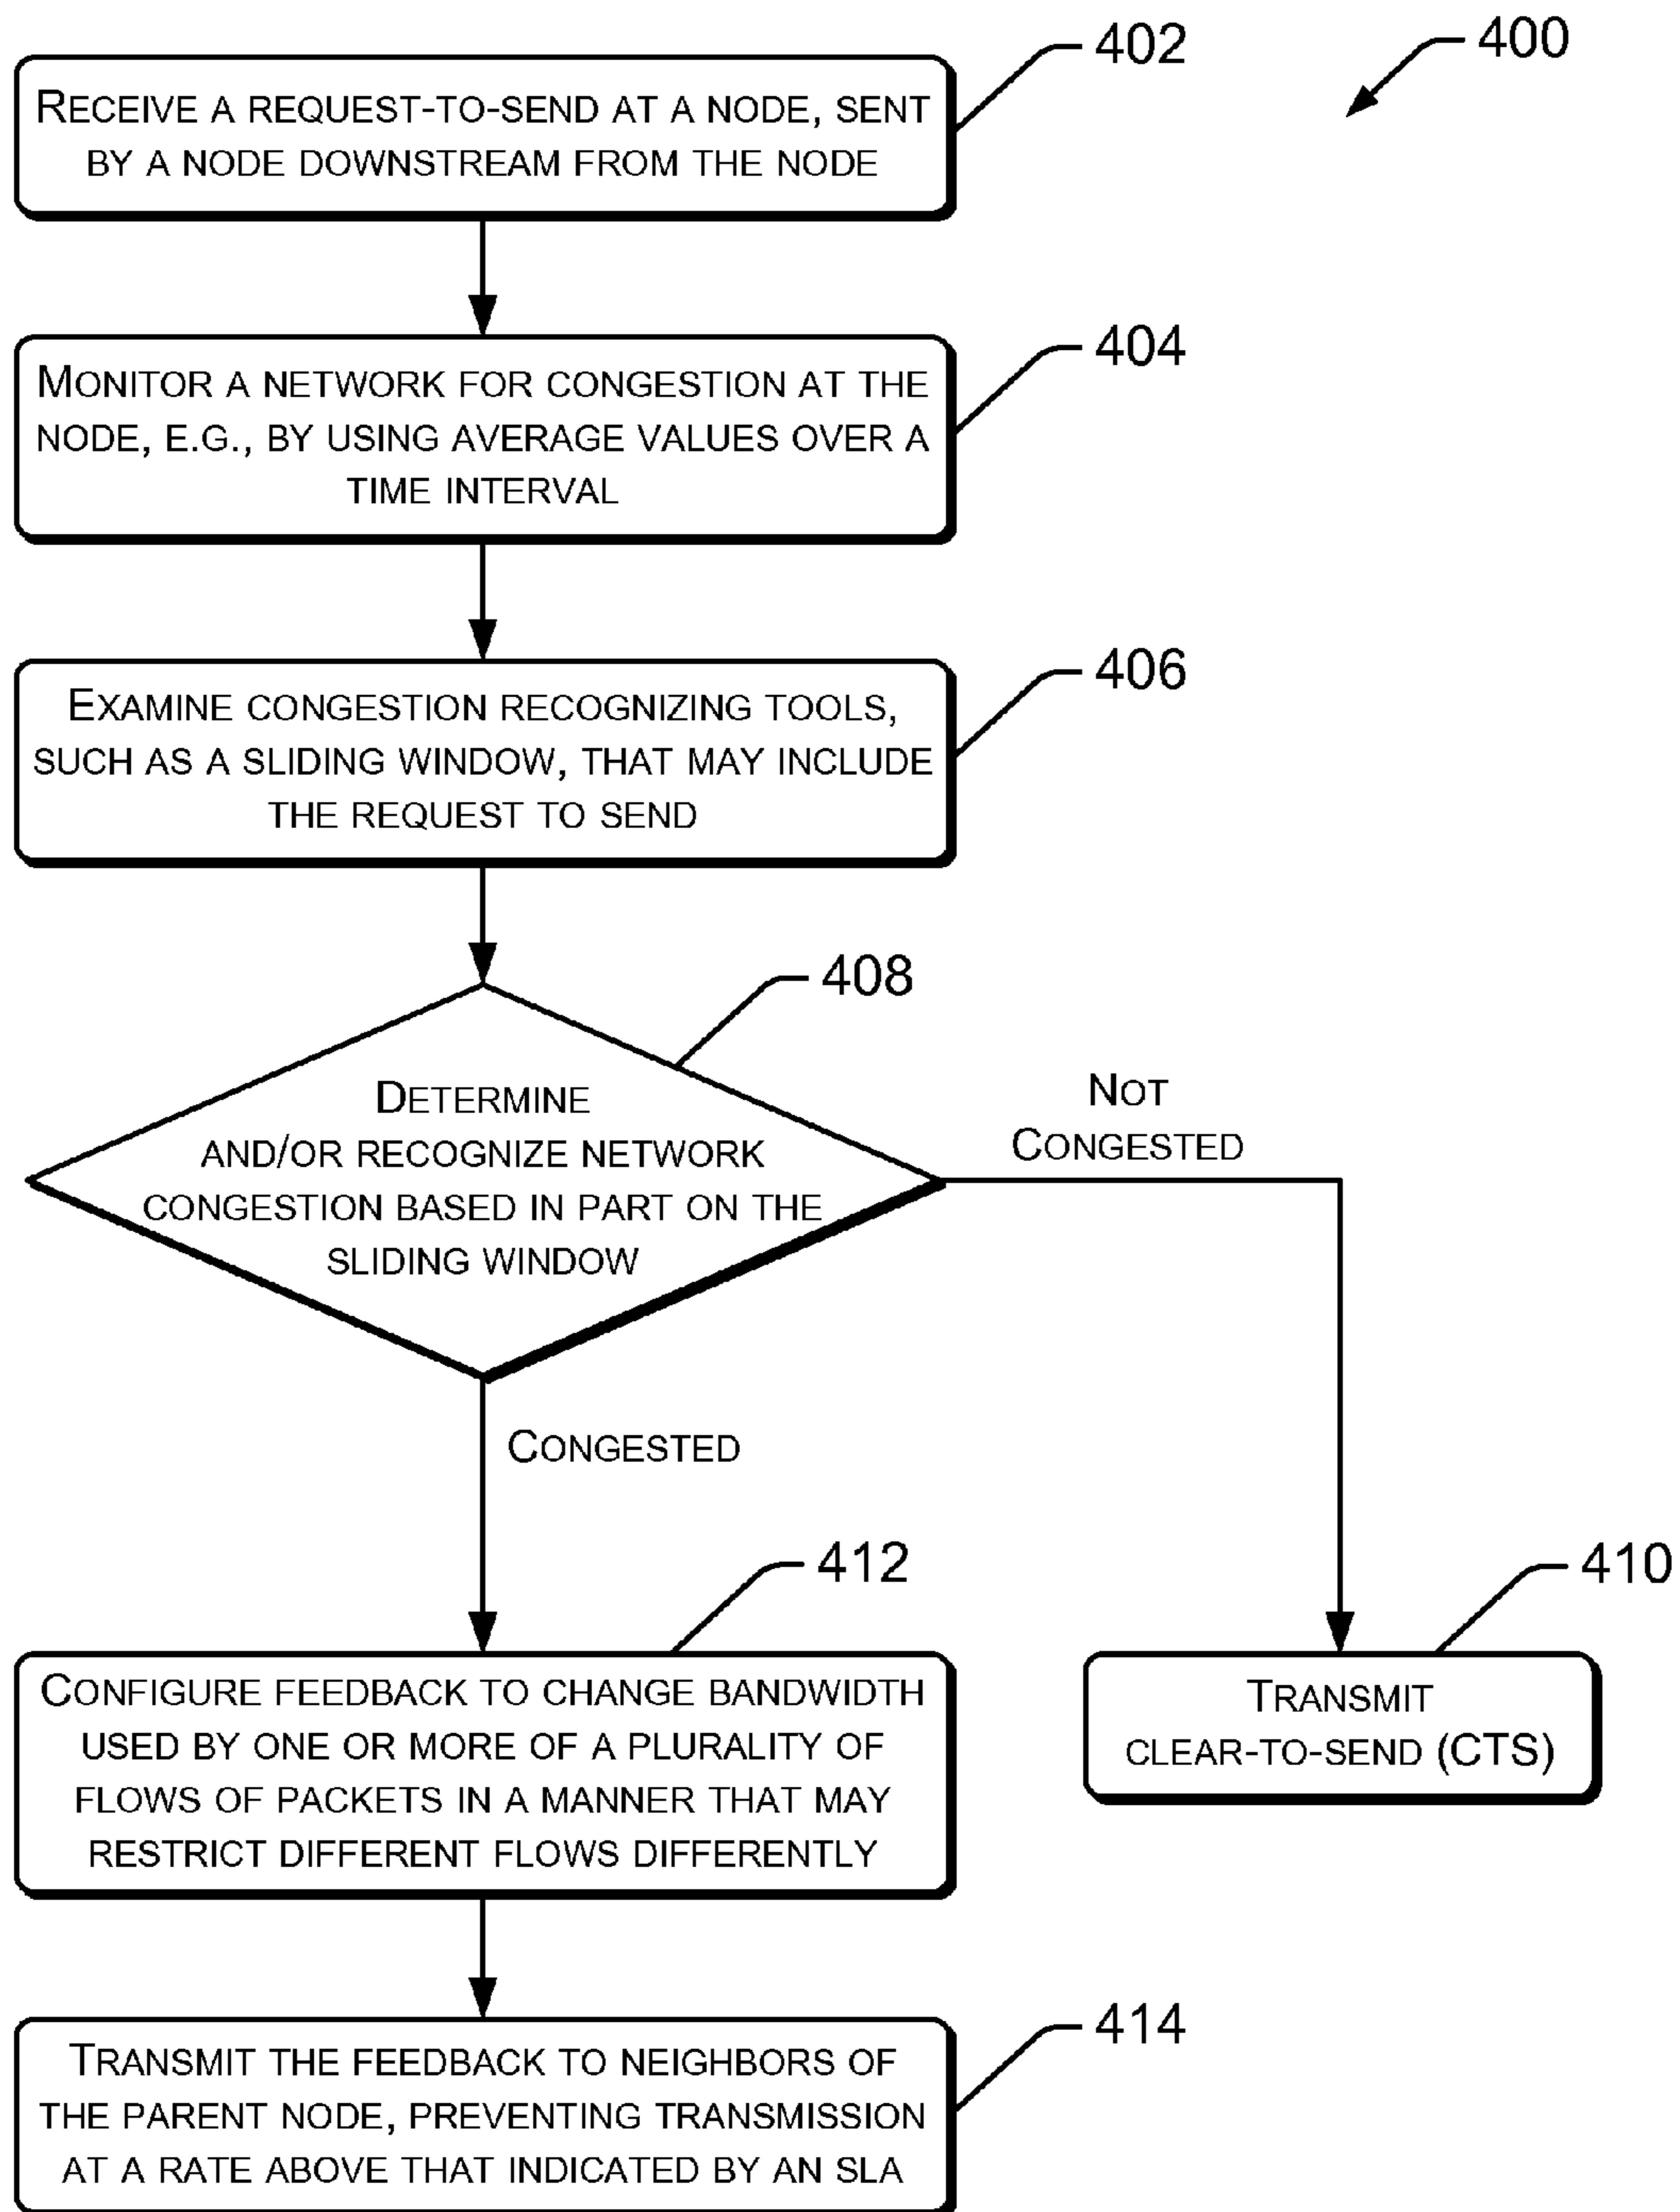 400
402
RECEIVE A REQUEST-TO-SEND AT A NODE, SENT
BY A NODE DOWNSTREAM FROM THE NODE
404
MONITOR A NETWORK FOR CONGESTION AT THE
NODE, E.G., BY USING AVERAGE VALUES OVER A
TIME INTERVAL
406
EXAMINE CONGESTION RECOGNIZING TOOLS,
SUCH AS A SLIDING WINDOW, THAT MAY INCLUDE
THE REQUEST TO SEND
408
DETERMINE
AND/OR RECOGNIZE NETWORK
CONGESTION BASED IN PART ON THE
SLIDING WINDOW
NOT
CONGESTED
CONGESTED
412
CONFIGURE FEEDBACK TO CHANGE BANDWIDTH
USED BY ONE OR MORE OF A PLURALITY OF
FLOWS OF PACKETS IN A MANNER THAT MAY
RESTRICT DIFFERENT FLOWS DIFFERENTLY
410
TRANSMIT
CLEAR-TO-SEND (CTS)
414
TRANSMIT THE FEEDBACK TO NEIGHBORS OF
THE PARENT NODE, PREVENTING TRANSMISSION
AT A RATE ABOVE THAT INDICATED BY AN SLA